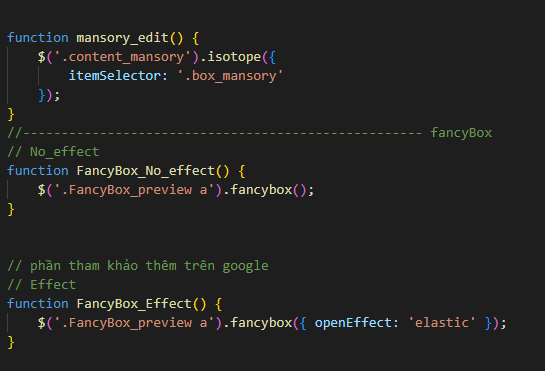 function mansory_edit() {
$('.content_mansory').isotope({
itemSelector: '.box_mansory'
});
}
//---------------------------------------------------- fancyBox
// No_effect
function FancyBox_No_effect() {
$('.FancyBox_preview a').fancybox();
}
// phần tham khảo thêm trên google
// Effect
function FancyBox_Effect() {
$('.FancyBox_preview a').fancybox({ openEffect: 'elastic' });
}